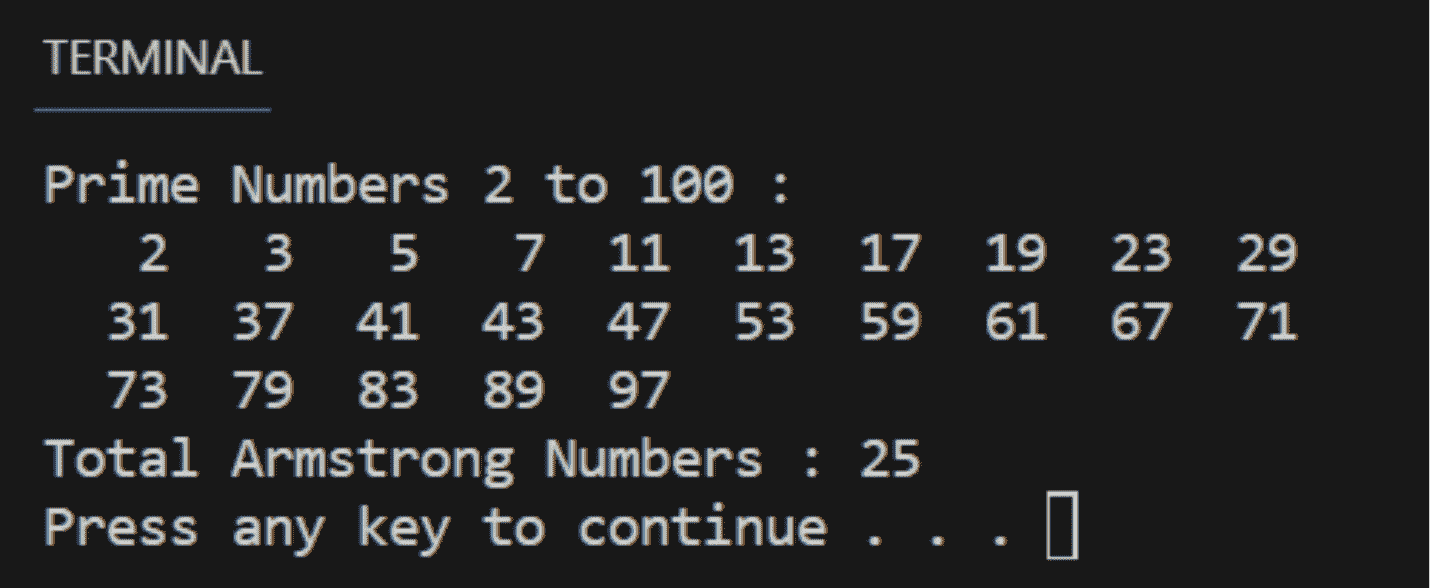 TERMINAL
Prime Numbers 2 to 100 :
2 3 5 7 11 13 17 19 23 29
31 37 41 43 47 53 59 61 67 71
73 79 83 89 97
Total Armstrong Numbers : 25
Press any key to continue . . .